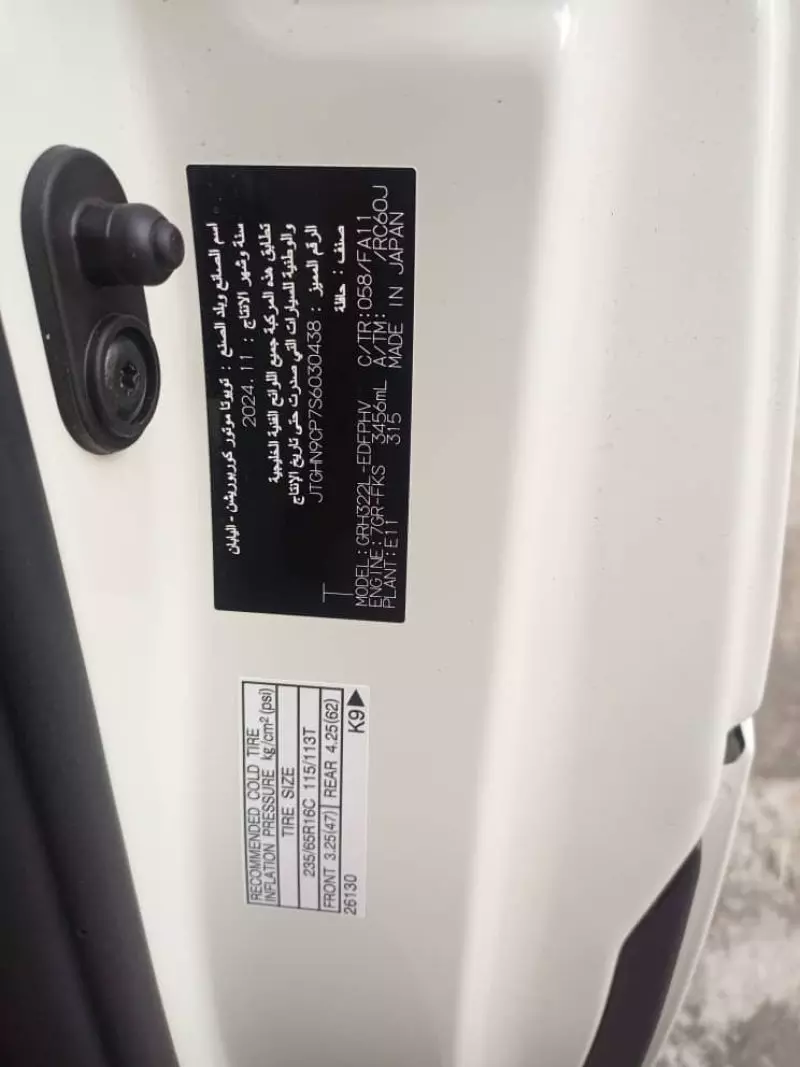 اسم الصانع وبلد الصنع : تويوتا موتور كوربوريشن - اليابان
سنة وشهر الإنتاج : 2024.11
تطابق هذه المركبة جميع اللوائح الفنية الخليجية
والوطنية للسيارات التي صدرت حتى تاريخ الإنتاج
الرقم المميز : JTGHN9CP7S6030438
صنف : حافلة
MODEL:GRH322L-EDFPHV C/TR:058/FA11
ENGINE:7GR-FKS 3456mL A/TM: /RC60J
PLANT:E11 315 MADE IN JAPAN
RECOMMENDED COLD TIRE
INFLATION PRESSURE kg/cm2(psi)
TIRE SIZE
235/65R16C 115/113T
FRONT 3.25(47) REAR 4.25(62)
26130 K9▶